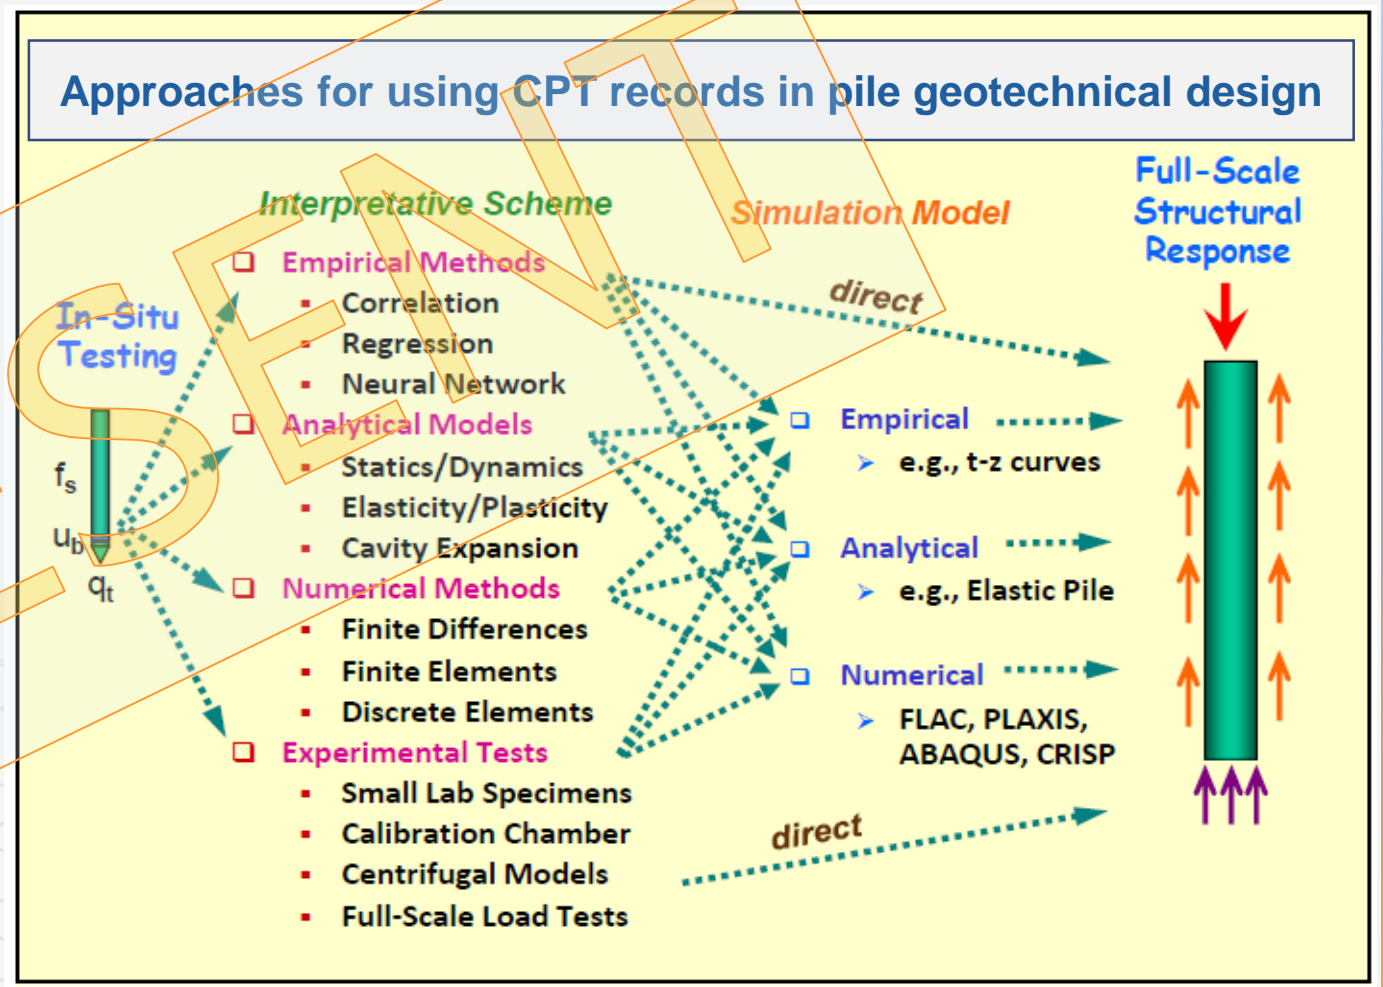 Approaches for using CPT records in pile geotechnical design
Interpretative Scheme
Simulation Model
Full-Scale
Structural
Response
In-Situ
Testing
fs
ub
qt
Empirical Methods
Correlation
Regression
Neural Network
Analytical Models
Statics/Dynamics
Elasticity/Plasticity
Cavity Expansion
Numerical Methods
Finite Differences
Finite Elements
Discrete Elements
Experimental Tests
Small Lab Specimens
Calibration Chamber
Centrifugal Models
Full-Scale Load Tests
direct
Empirical
e.g., t-z curves
Analytical
e.g., Elastic Pile
Numerical
FLAC, PLAXIS,
ABAQUS, CRISP
direct
SENT